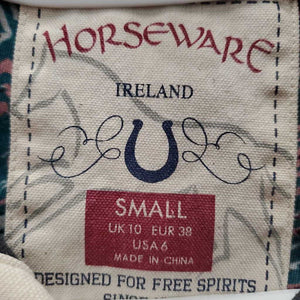 HORSEWARE
IRELAND
SMALL
UK 10 EUR 38
USA 6
MADE IN CHINA
DESIGNED FOR FREE SPIRITS